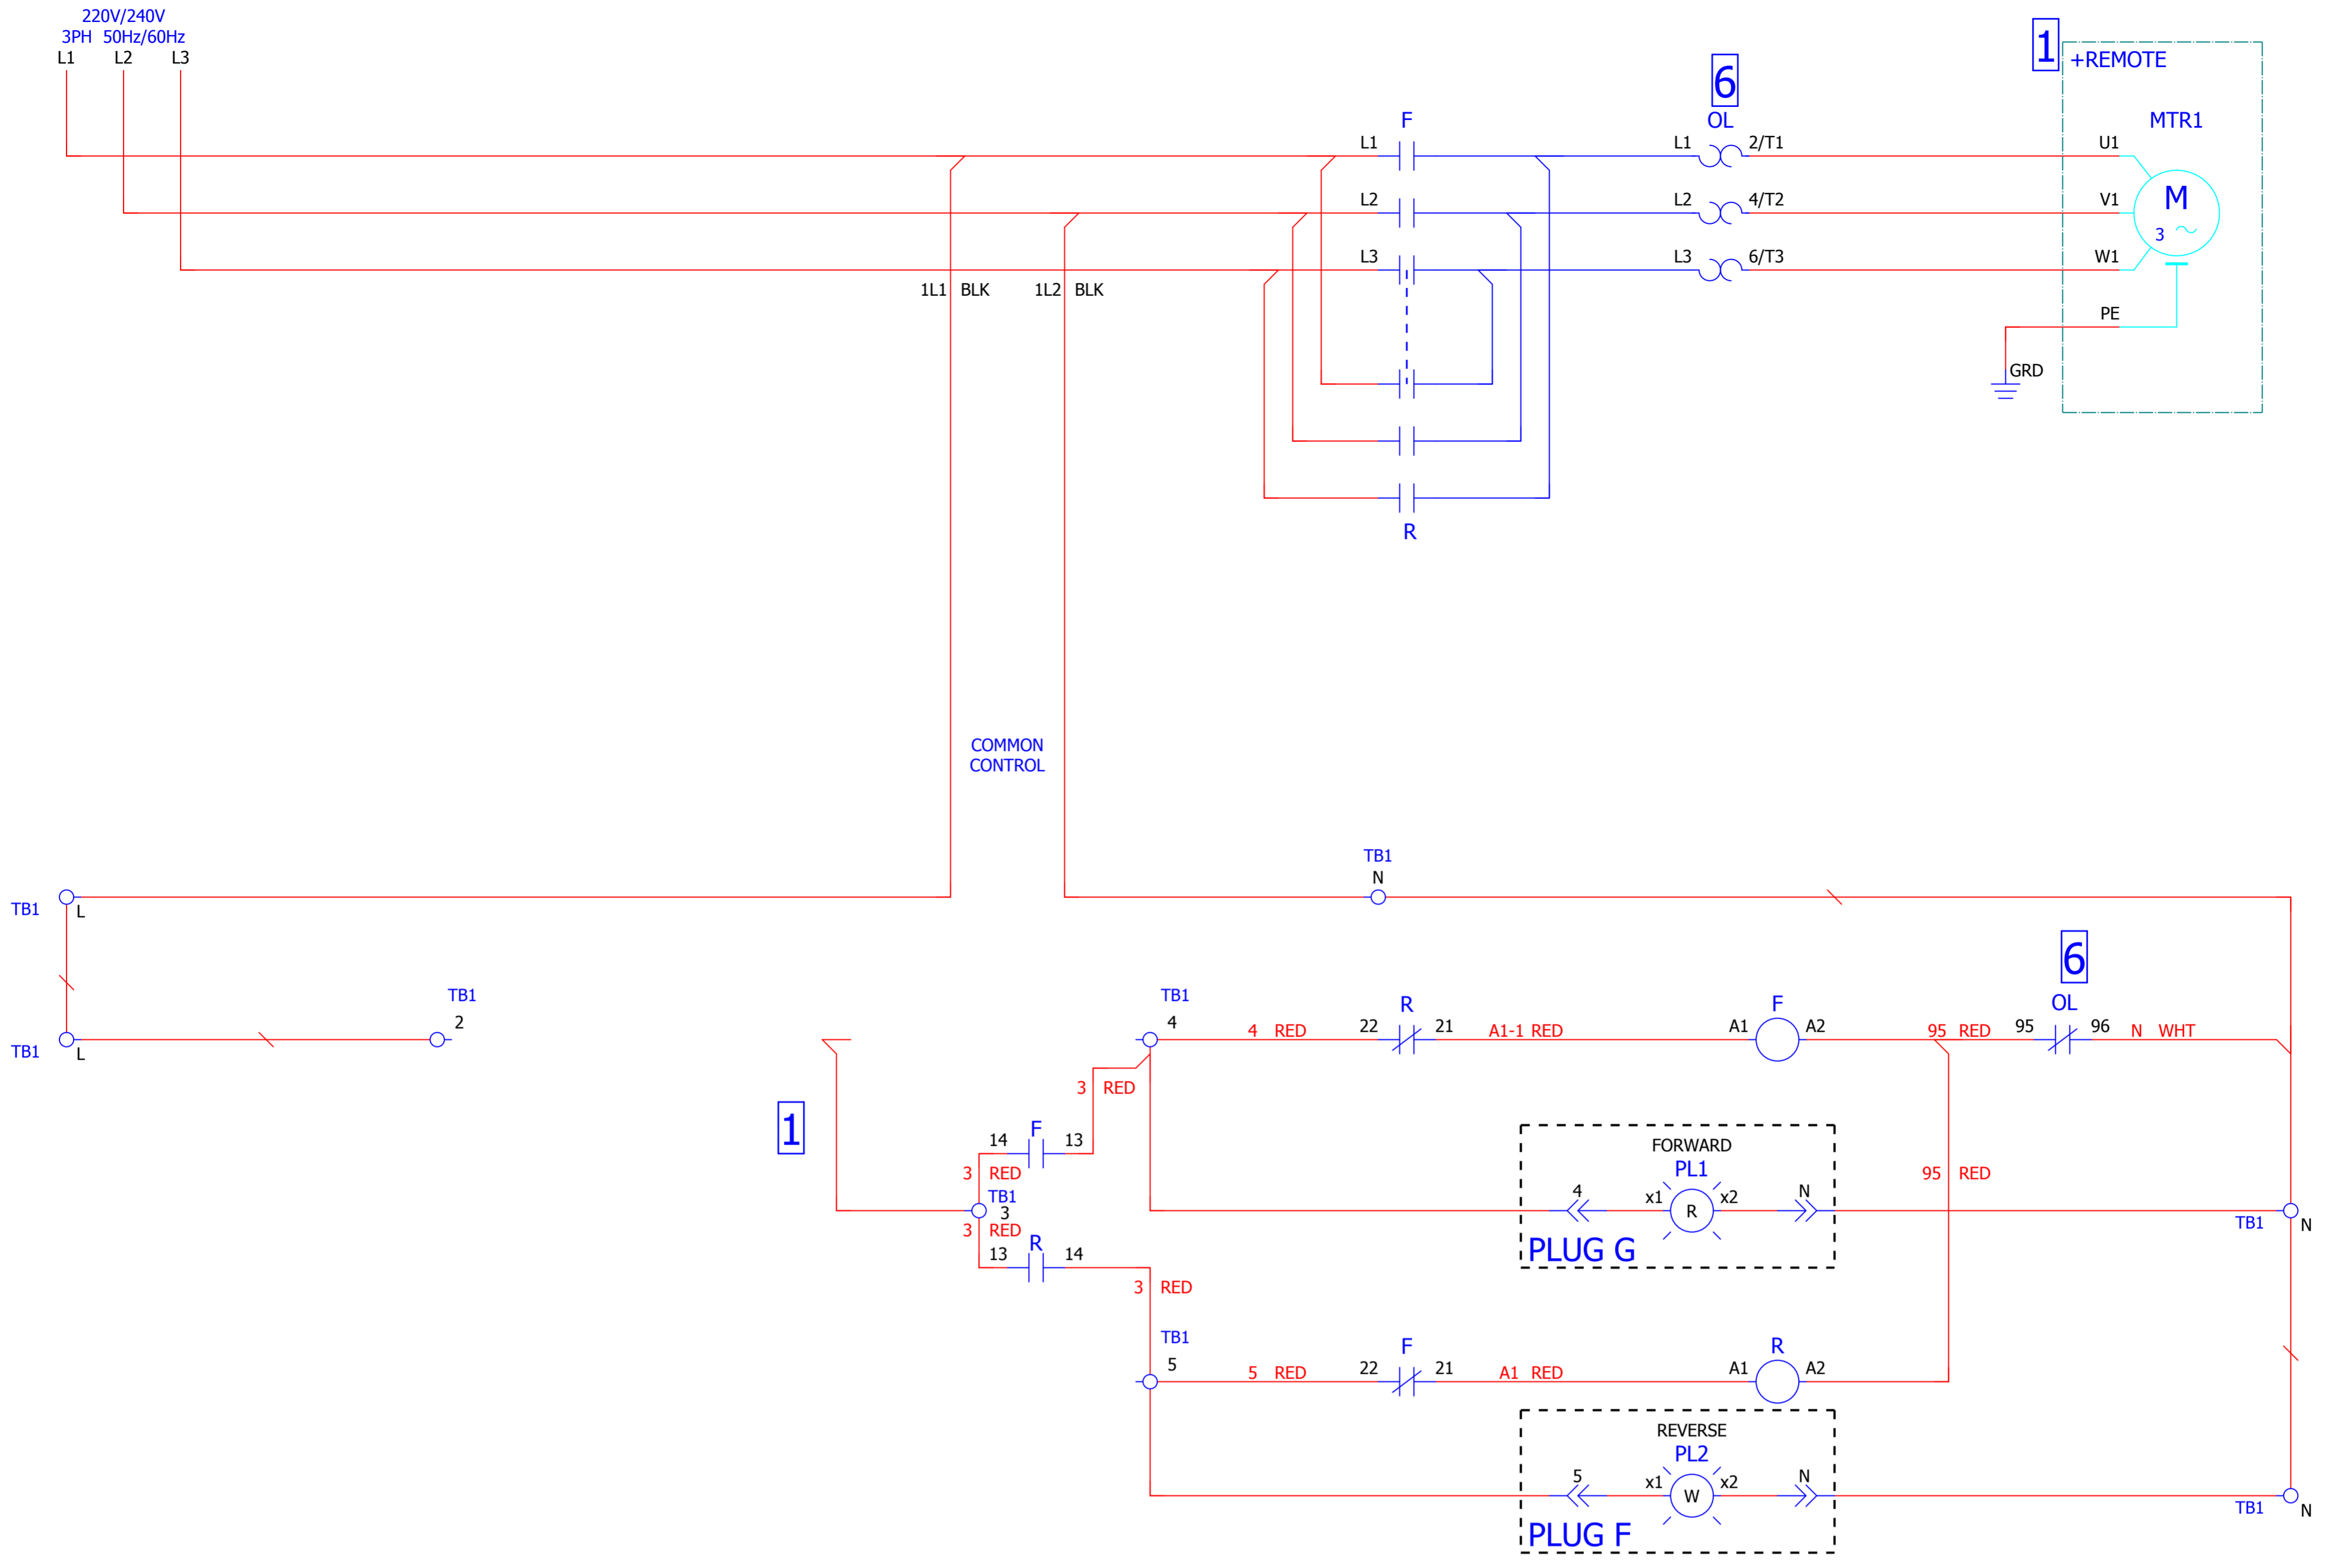 220V/240V
3PH 50Hz/60Hz
L1 L2 L3
1
+REMOTE
6
F
OL
MTR1
L1
L1
2/T1
U1
L2
L2
4/T2
V1
M
3
L3
L3
6/T3
W1
1L1 BLK
1L2 BLK
PE
GRD
R
COMMON
CONTROL
TB1
N
TB1
L
6
TB1
2
TB1
4
R
F
OL
4 RED
22
21
A1-1 RED
A1
A2
95 RED
95
96
N WHT
TB1
L
3 RED
1
F
14
13
FORWARD
3 RED
PL1
95 RED
TB1
3
4
x1
x2
N
R
TB1
N
3 RED
R
13
14
PLUG G
3 RED
TB1
5
F
R
5 RED
22
21
A1 RED
A1
A2
REVERSE
PL2
5
x1
x2
N
W
TB1
N
PLUG F